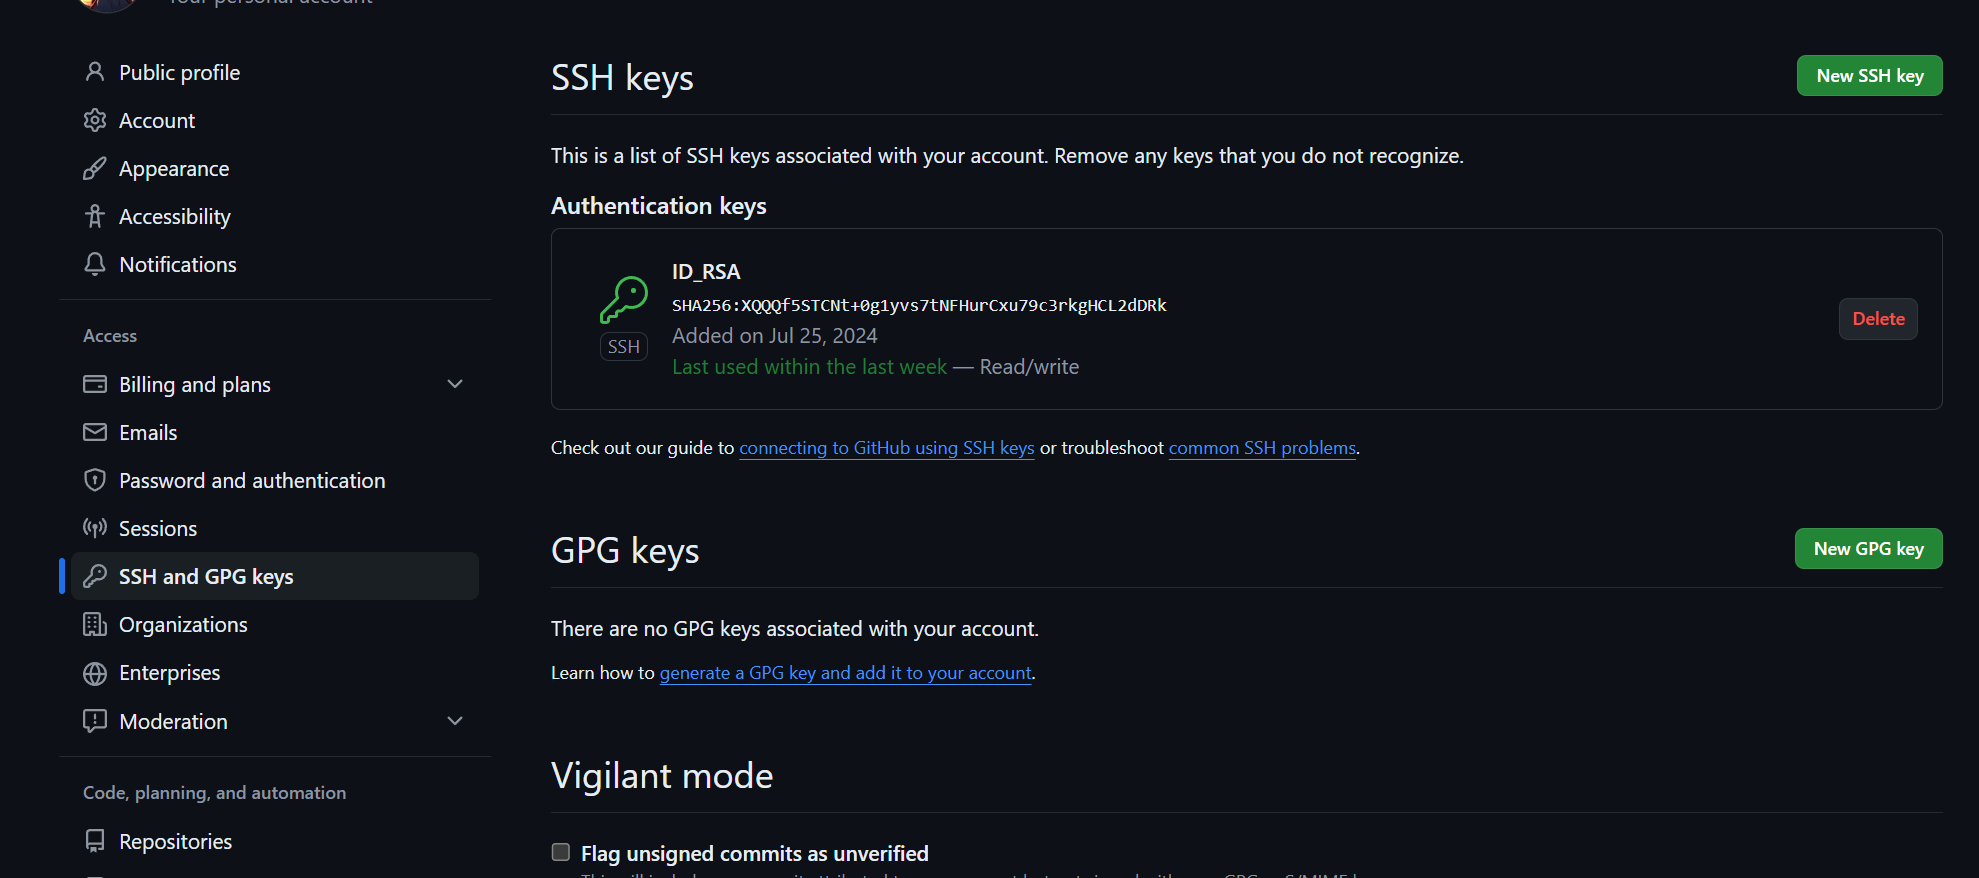 Your personal account
Public profile
Account
Appearance
Accessibility
Notifications
Access
Billing and plans
Emails
Password and authentication
Sessions
SSH and GPG keys
Organizations
Enterprises
Moderation
Code, planning, and automation
Repositories
SSH keys
New SSH key
This is a list of SSH keys associated with your account. Remove any keys that you do not recognize.
Authentication keys
ID_RSA
SHA256:XQQQf5STCNt+0g1yvs7tNFHurCxu79c3rkgHCL2dDRk
Added on Jul 25, 2024
Last used within the last week — Read/write
SSH
Delete
Check out our guide to connecting to GitHub using SSH keys or troubleshoot common SSH problems.
GPG keys
New GPG key
There are no GPG keys associated with your account.
Learn how to generate a GPG key and add it to your account.
Vigilant mode
Flag unsigned commits as unverified